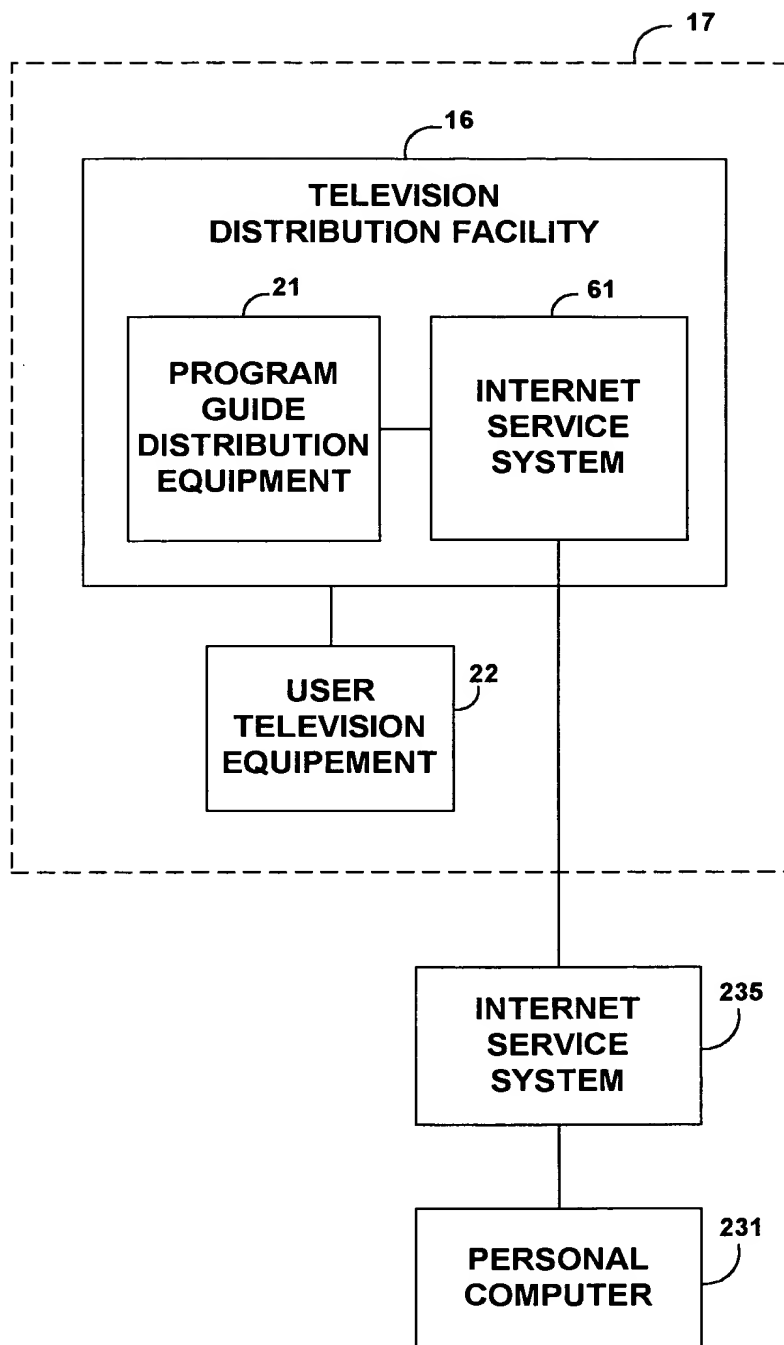 17
16
TELEVISION
DISTRIBUTION FACILITY
21
61
PROGRAM
GUIDE
DISTRIBUTION
EQUIPMENT
INTERNET
SERVICE
SYSTEM
22
USER
TELEVISION
EQUIPEMENT
235
INTERNET
SERVICE
SYSTEM
231
PERSONAL
COMPUTER